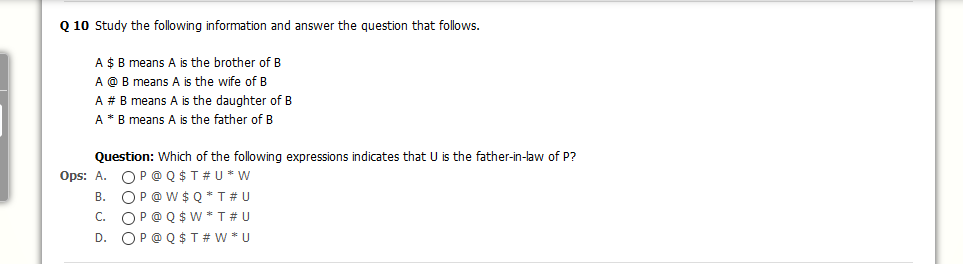 Q 10 Study the following information and answer the question that follows.
A $ B means A is the brother of B
A @ B means A is the wife of B
A # B means A is the daughter of B
A * B means A is the father of B
Question: Which of the following expressions indicates that U is the father-in-law of P?
Ops: A. P @ Q $ T # U * W
B. P @ W $ Q * T # U
C. P @ Q $ W * T # U
D. P @ Q $ T # W * U